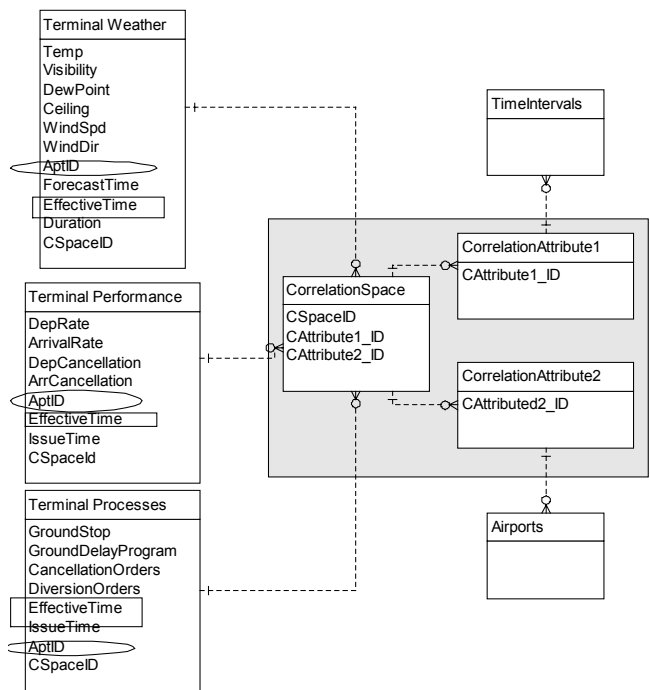 Terminal Weather
Temp
Visibility
DewPoint
Ceiling
WindSpd
WindDir
AptID
ForecastTime
EffectiveTime
Duration
CSpaceID
Terminal Performance
DepRate
ArrivalRate
DepCancellation
ArrCancellation
AptID
EffectiveTime
IssueTime
CSpaceId
Terminal Processes
GroundStop
GroundDelayProgram
CancellationOrders
DiversionOrders
EffectiveTime
IssueTime
AptID
CSpaceID
CorrelationSpace
CSpaceID
CAttribute1_ID
CAttribute2_ID
TimeIntervals
CorrelationAttribute1
CAttribute1_ID
CorrelationAttribute2
CAttributed2_ID
Airports